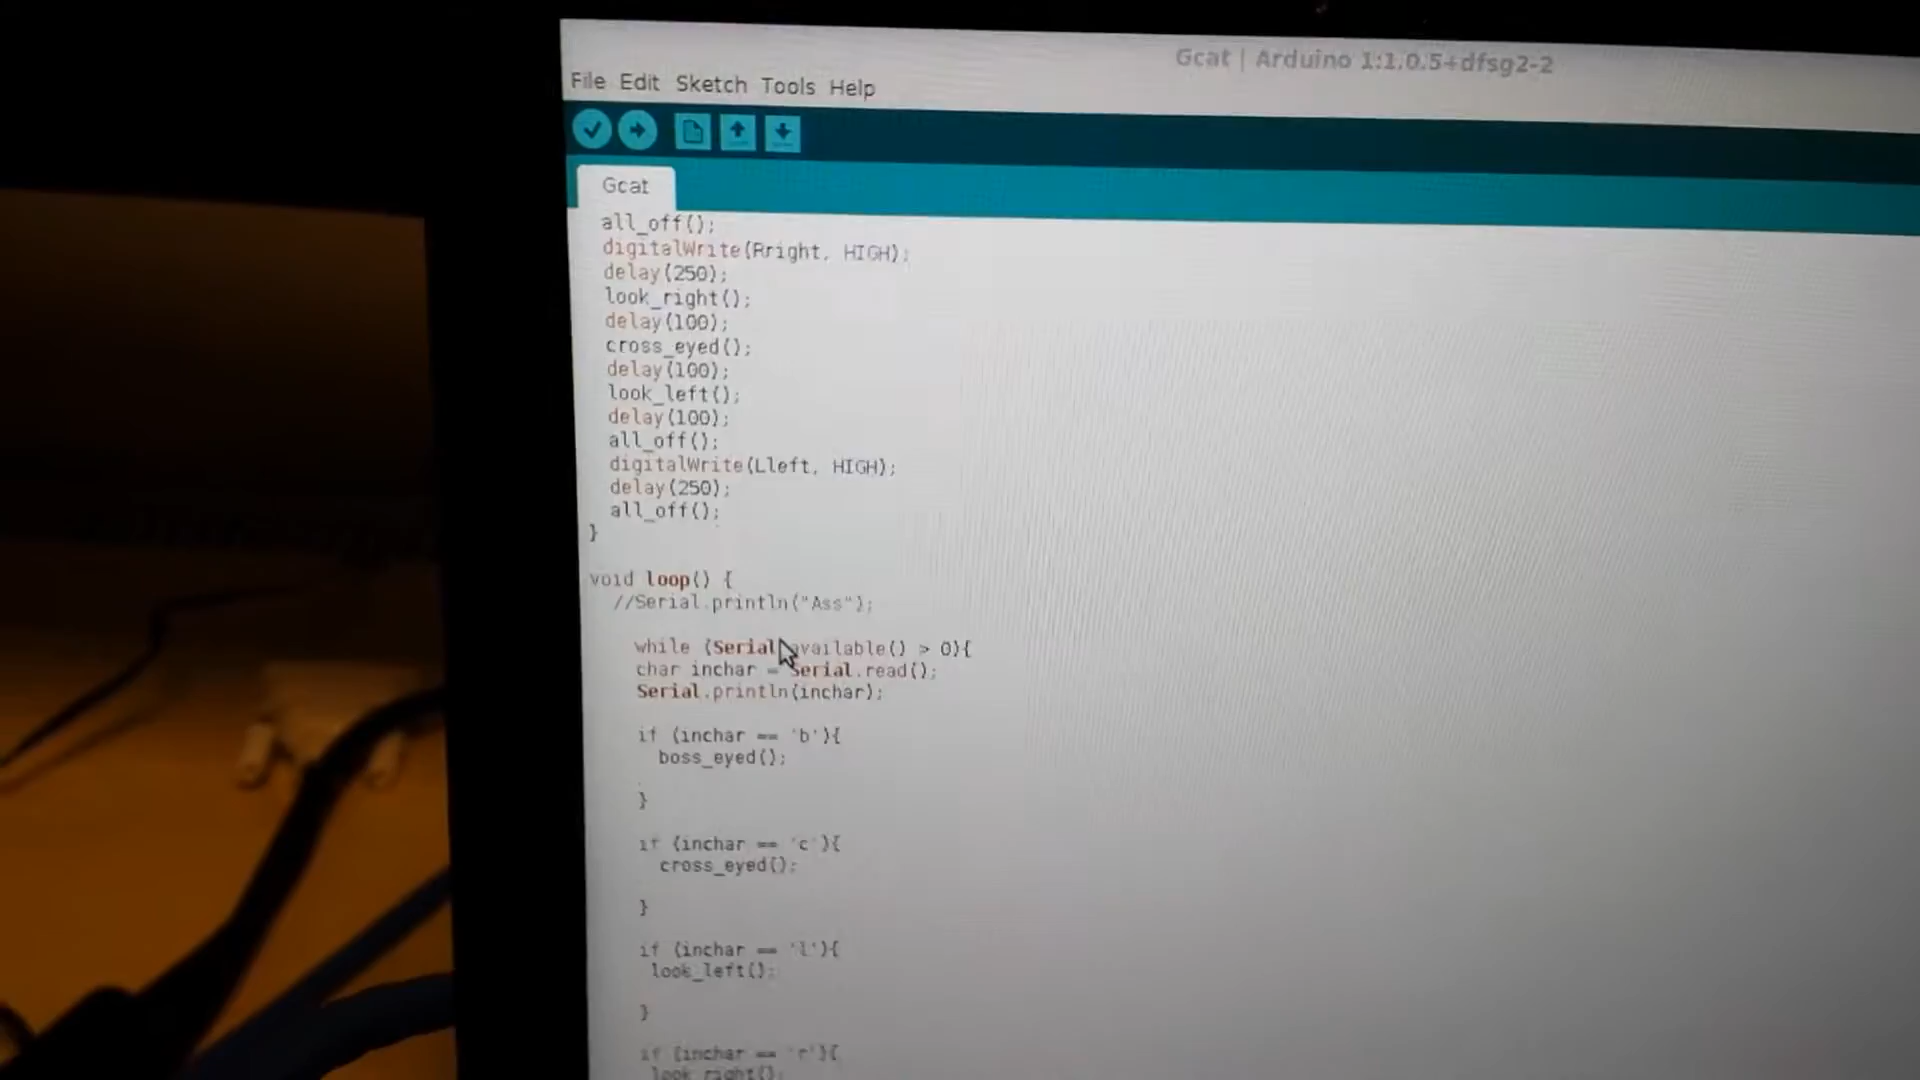 Gcat | Arduino 1:1.0.5+dfsg2-2
File Edit Sketch Tools Help
Gcat
all_off();
digitalWrite(Rright, HIGH);
delay(250);
look_right();
delay(100);
cross_eyed();
delay(100);
look_left();
delay(100);
all_off();
digitalWrite(Lleft, HIGH);
delay(250);
all_off();
}
void loop() {
//Serial.println("Ass");
while (Serial.available() > 0){
char inchar = Serial.read();
Serial.println(inchar);
if (inchar == 'b'){
boss_eyed();
}
if (inchar == 'c'){
cross_eyed();
}
if (inchar == 'l'){
look_left();
}
if (inchar == 'r'){
look_right();